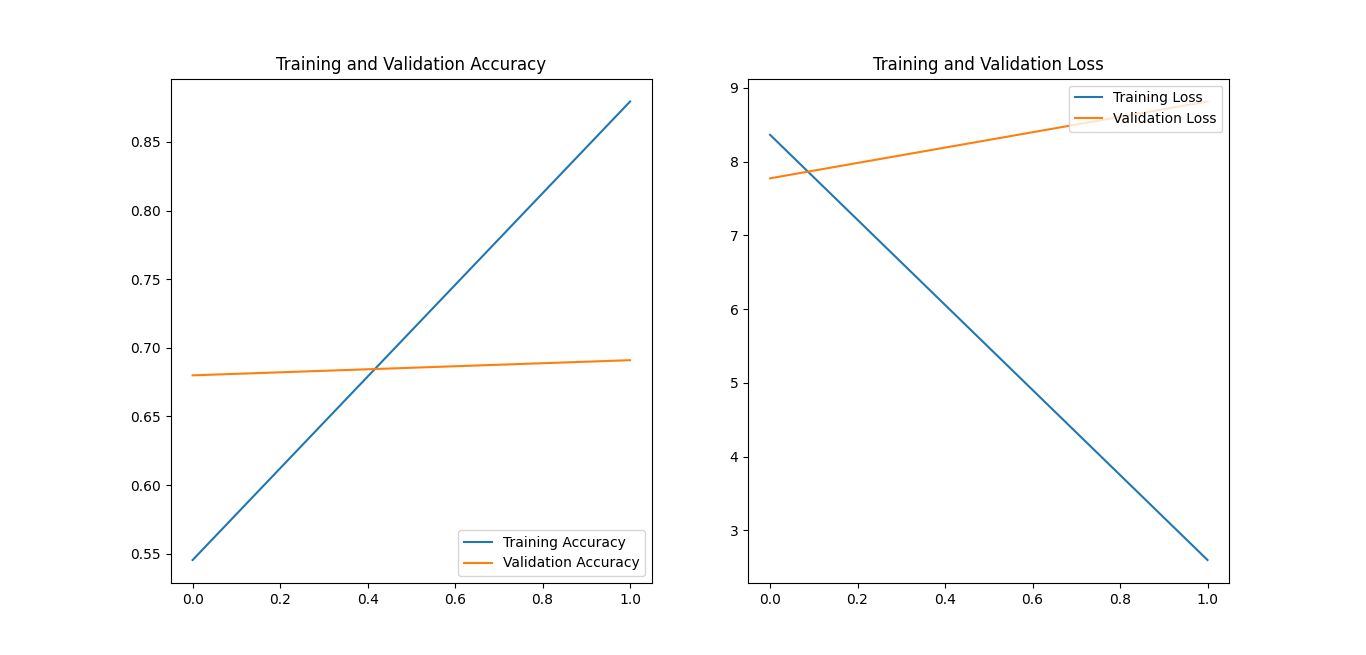 Training and Validation Accuracy
0.85
0.80
0.75
0.70
0.65
0.60
0.55
Training Accuracy
Validation Accuracy
0.0 0.2 0.4 0.6 0.8 1.0
Training and Validation Loss
9
8
7
6
5
4
3
Training Loss
Validation Loss
0.0 0.2 0.4 0.6 0.8 1.0